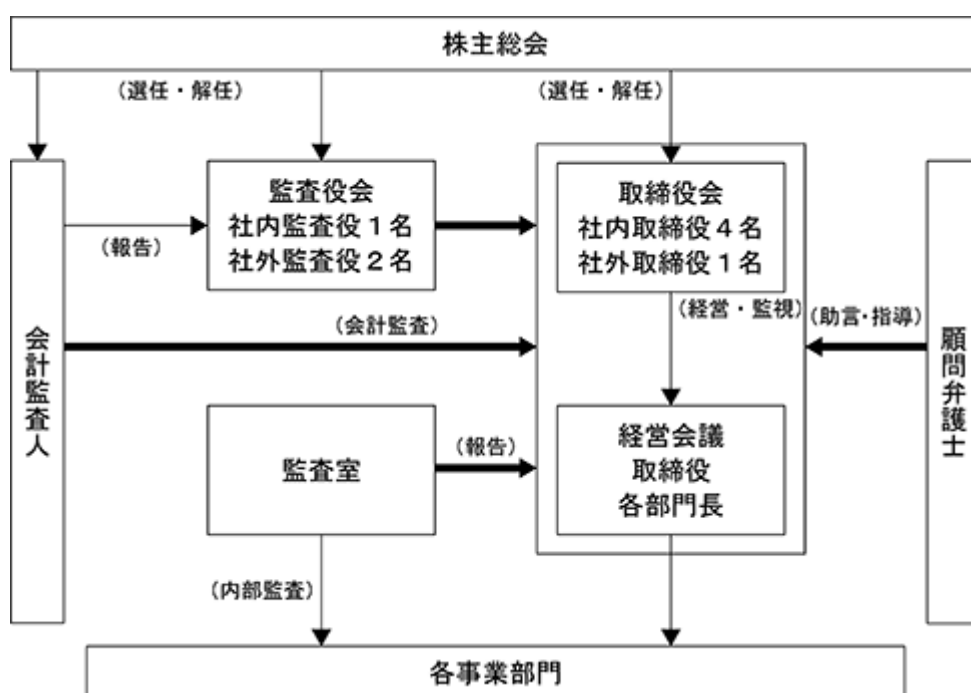 株主総会
（選任・解任）
（選任・解任）
監査役会
社内監査役１名
社外監査役２名
取締役会
社内取締役４名
社外取締役１名
（報告）
（経営・監視）
（会計監査）
（助言・指導）
会計監査人
顧問弁護士
監査室
（報告）
経営会議
取締役
各部門長
（内部監査）
各事業部門